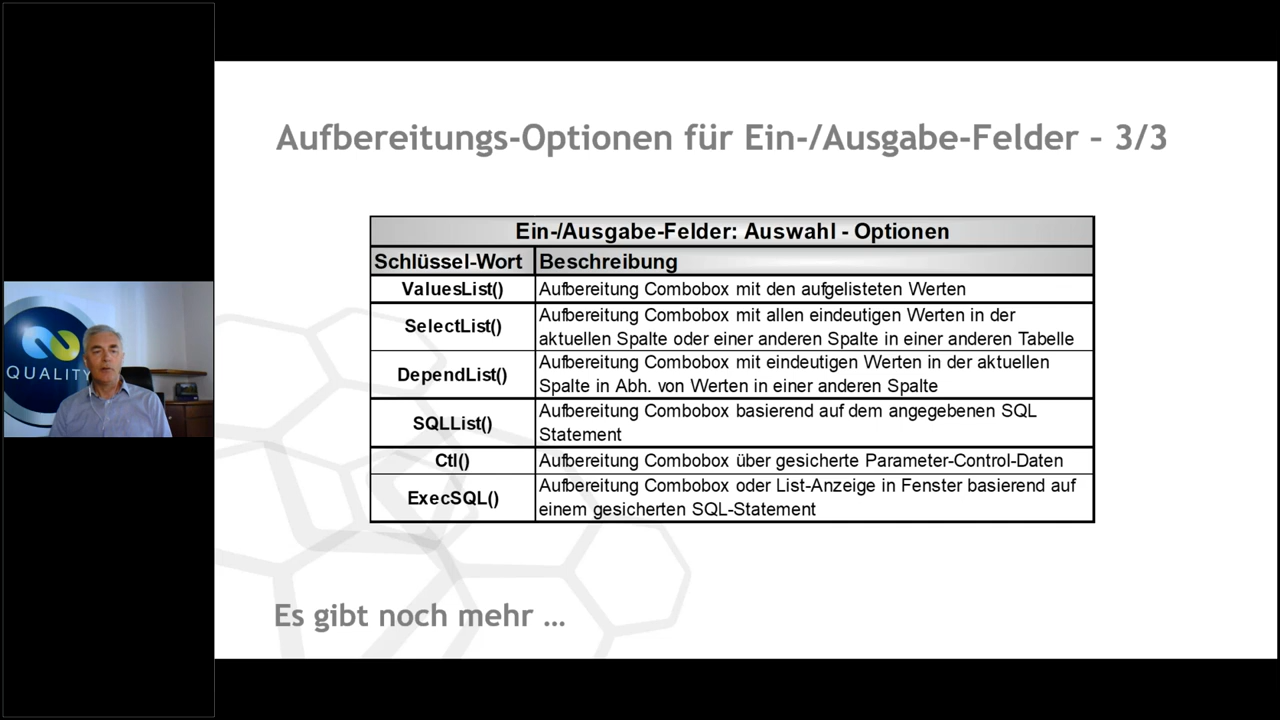 Aufbereitungs-Optionen für Ein-/Ausgabe-Felder – 3/3
Ein-/Ausgabe-Felder: Auswahl - Optionen
Schlüssel-Wort Beschreibung
ValuesList() Aufbereitung Combobox mit den aufgelisteten Werten
SelectList() Aufbereitung Combobox mit allen eindeutigen Werten in der
aktuellen Spalte oder einer anderen Spalte in einer anderen Tabelle
DependList() Aufbereitung Combobox mit eindeutigen Werten in der aktuellen
Spalte in Abh. von Werten in einer anderen Spalte
SQLList() Aufbereitung Combobox basierend auf dem angegebenen SQL
Statement
Ctl() Aufbereitung Combobox über gesicherte Parameter-Control-Daten
ExecSQL() Aufbereitung Combobox oder List-Anzeige in Fenster basierend auf
einem gesicherten SQL-Statement
Es gibt noch mehr ...
QUALITY